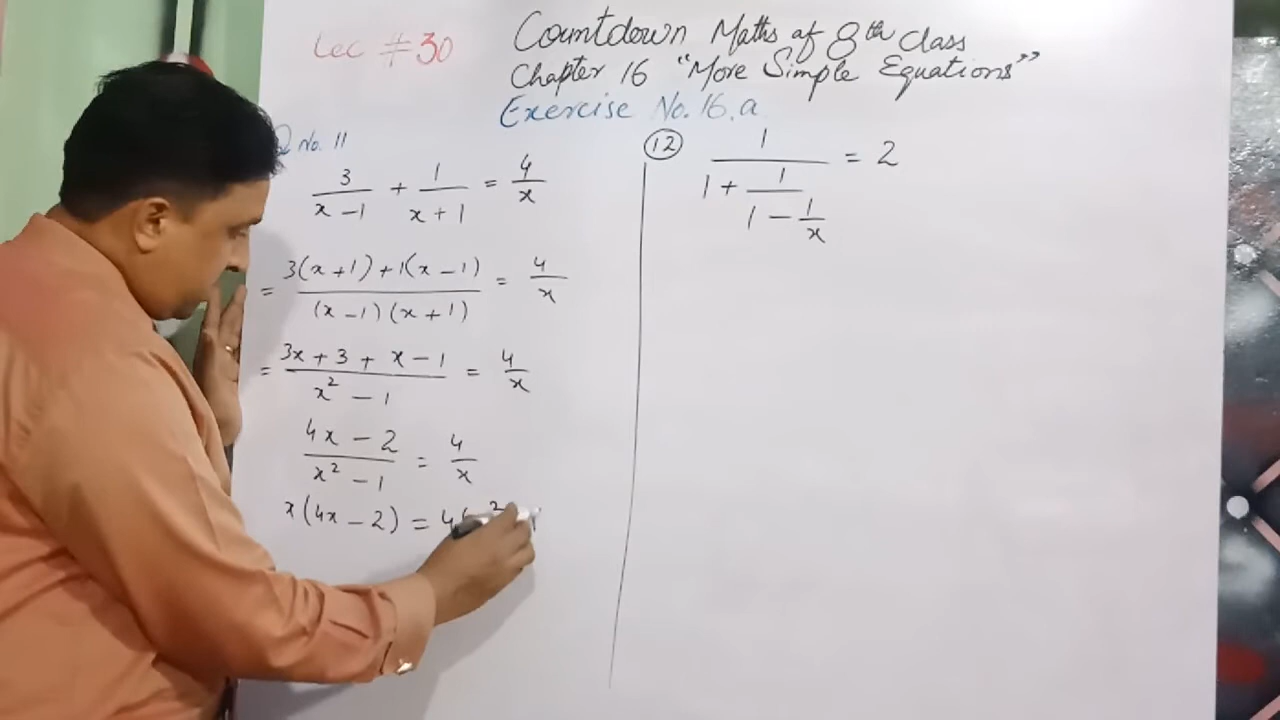 Lec # 30
Countdown Maths of 8th Class
Chapter 16 "More Simple Equations"
Exercise No. 16.a
Q No. 11
3/(x-1) + 1/(x+1) = 4/x
= (3(x+1)+1(x-1))/((x-1)(x+1)) = 4/x
= (3x+3+x-1)/(x²-1) = 4/x
(4x-2)/(x²-1) = 4/x
x(4x-2) = 4(
(12) 1/(1+1/(1-1/x)) = 2